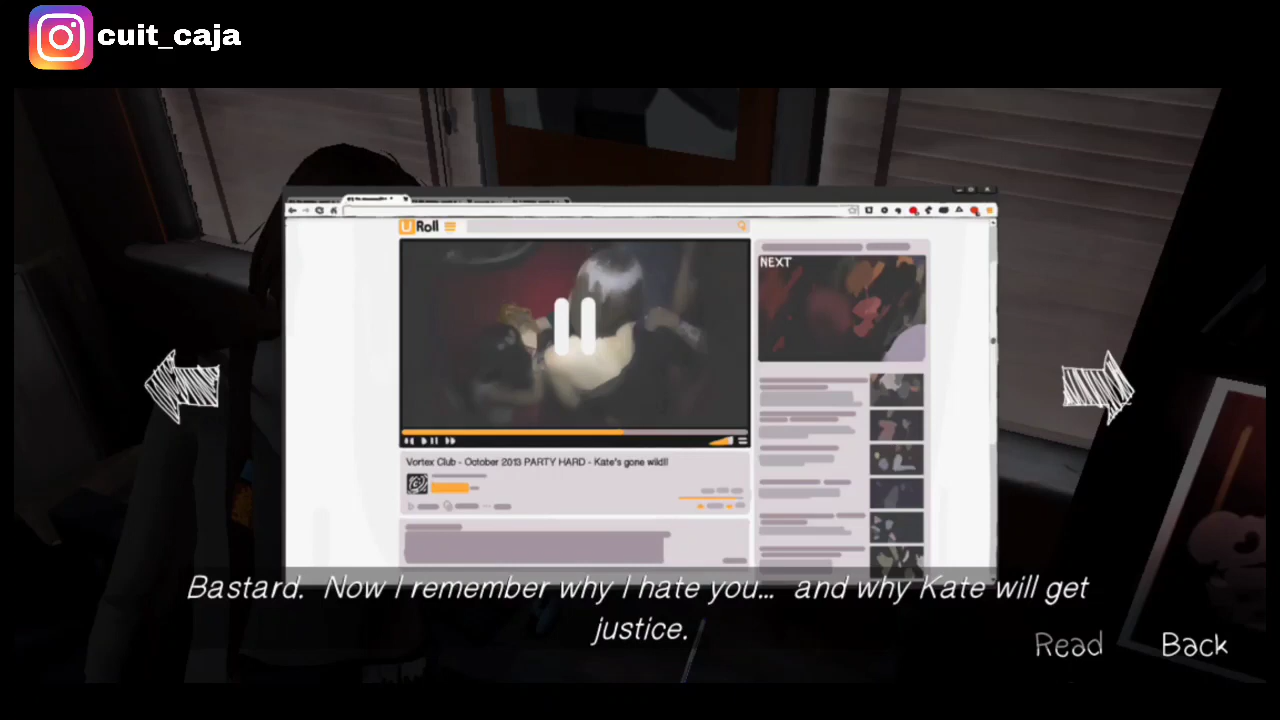 cuit_caja
U Roll
NEXT
Vortex Club - October 2013 PARTY HARD - Kate's gone wild!!
Bastard. Now I remember why I hate you... and why Kate will get
justice.
Read Back